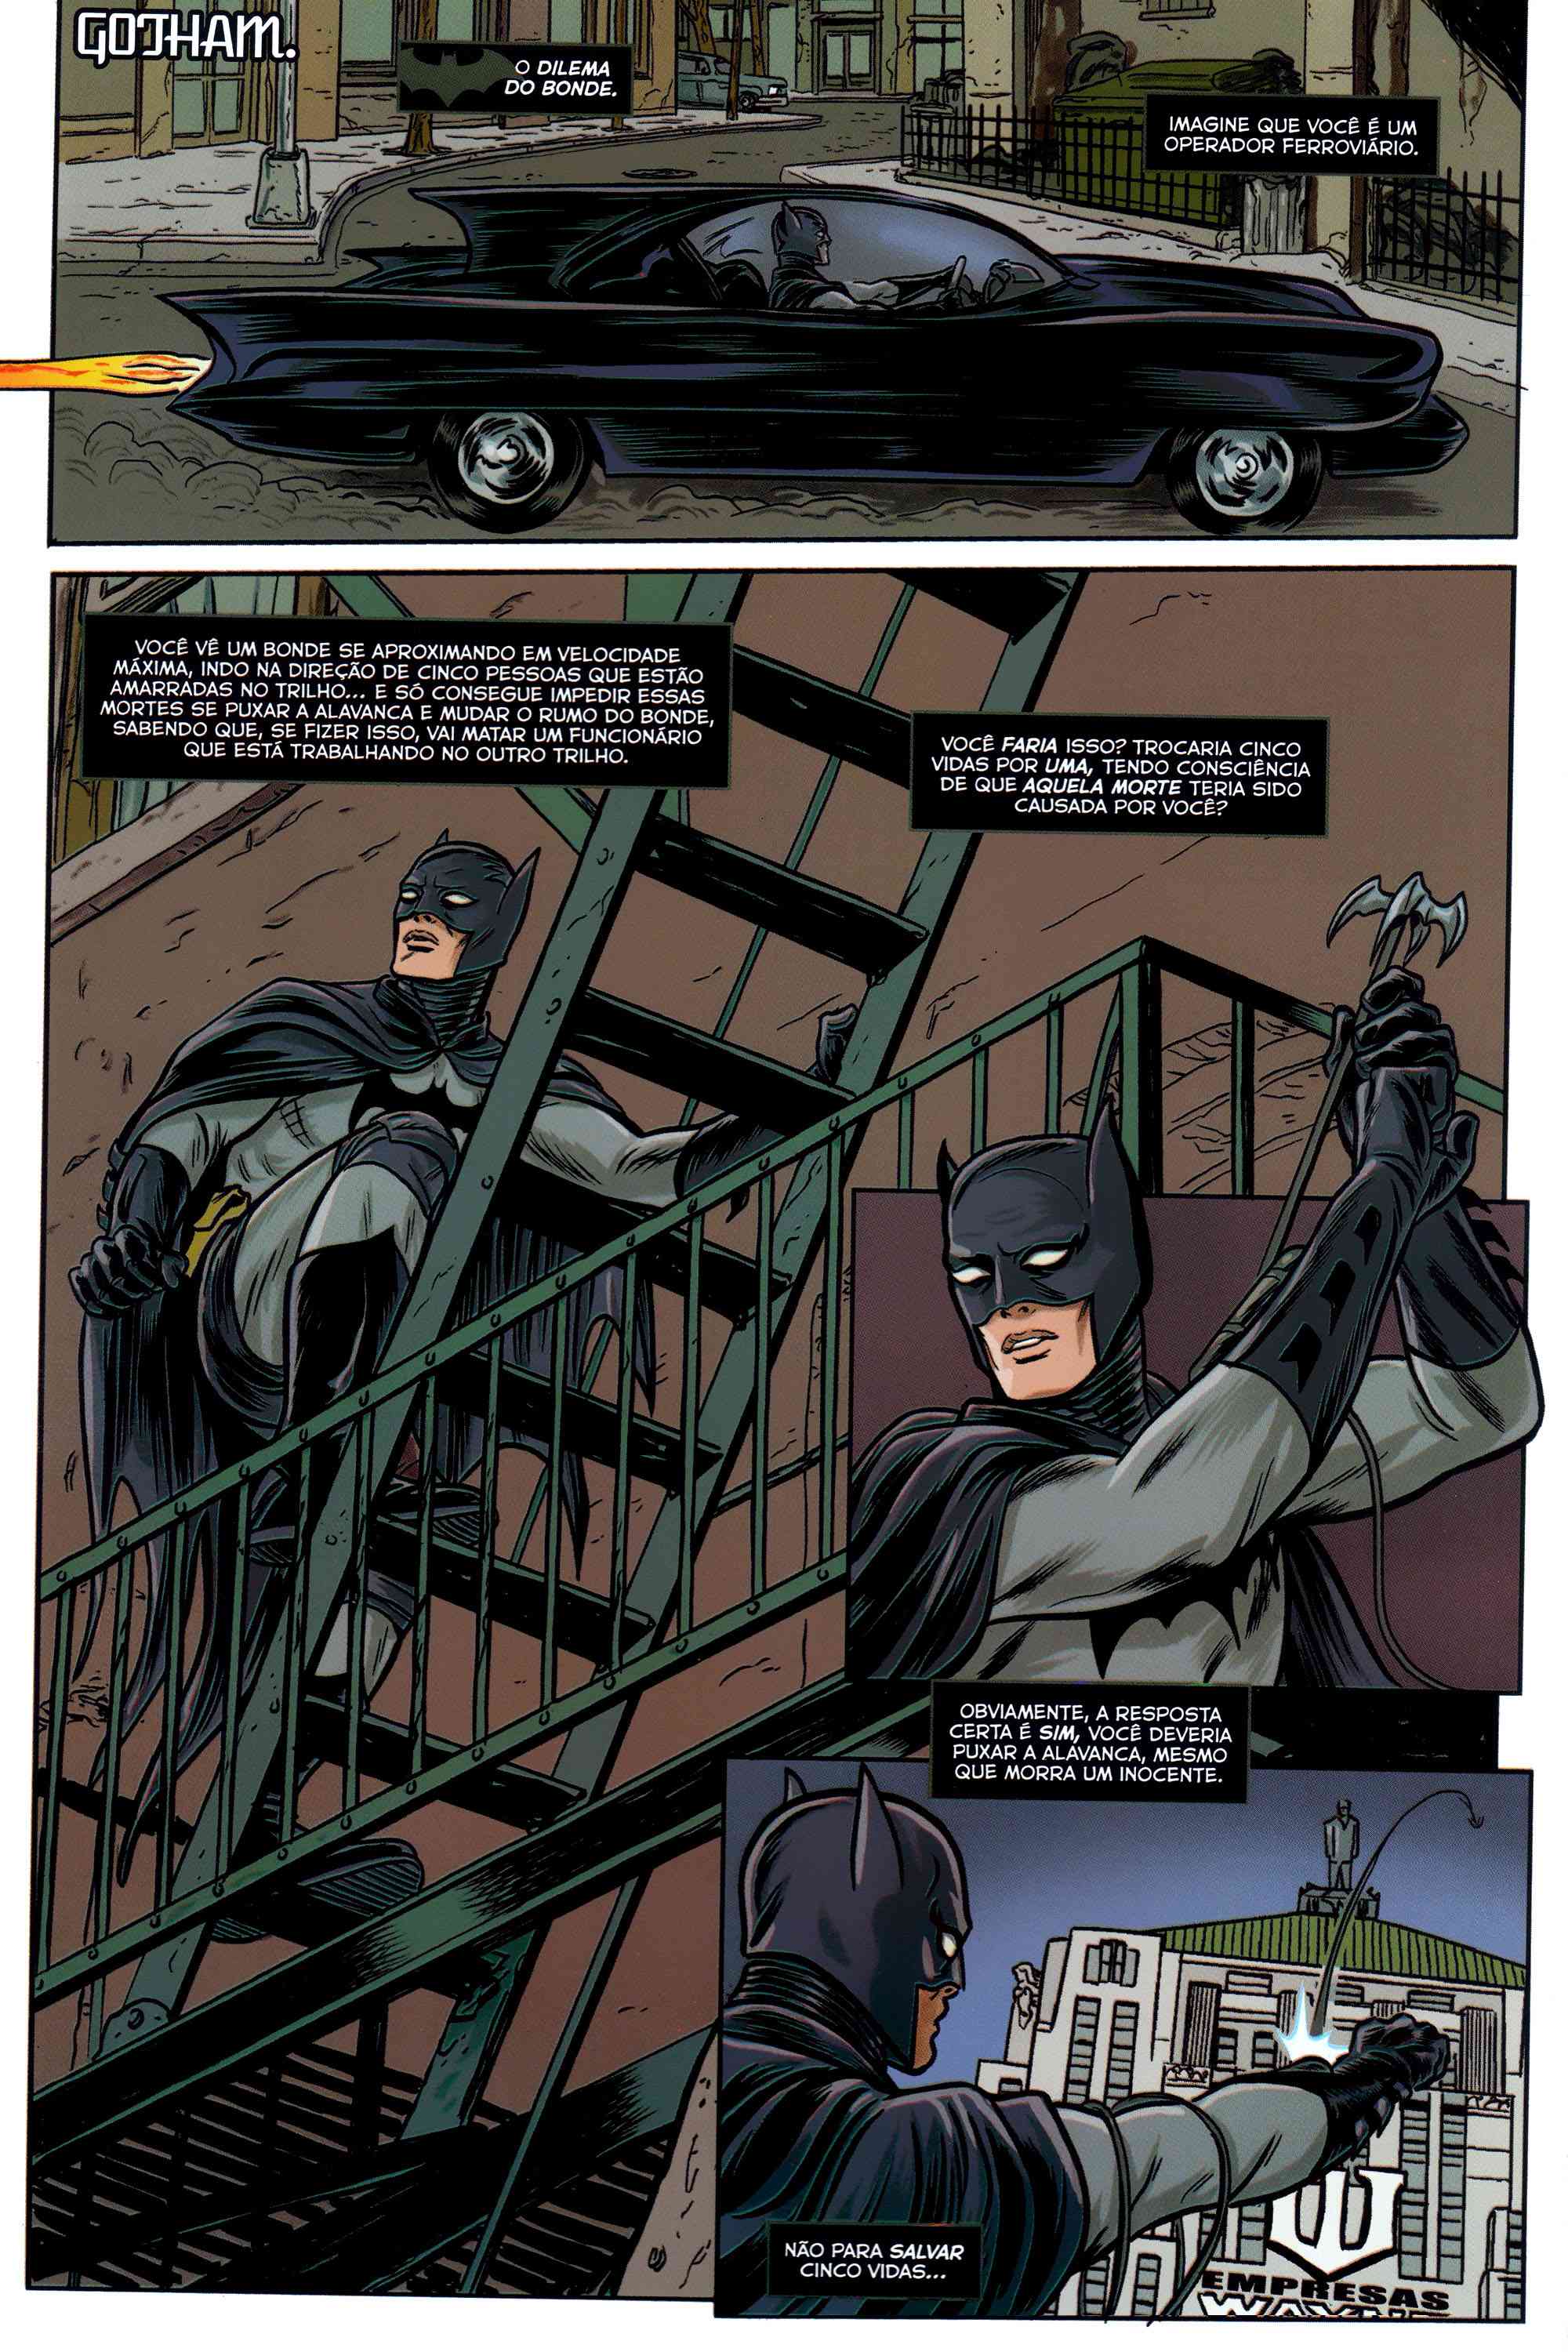 GOTHAM.
O DILEMA
DO BONDE.
IMAGINE QUE VOCÊ É UM
OPERADOR FERROVIÁRIO.
VOCÊ VÊ UM BONDE SE APROXIMANDO EM VELOCIDADE
MÁXIMA, INDO NA DIREÇÃO DE CINCO PESSOAS QUE ESTÃO
AMARRADAS NO TRILHO... E SÓ CONSEGUE IMPEDIR ESSAS
MORTES SE PUXAR A ALAVANCA E MUDAR O RUMO DO BONDE,
SABENDO QUE, SE FIZER ISSO, VAI MATAR UM FUNCIONÁRIO
QUE ESTÁ TRABALHANDO NO OUTRO TRILHO.
VOCÊ FARIA ISSO? TROCARIA CINCO
VIDAS POR UMA, TENDO CONSCIÊNCIA
DE QUE AQUELA MORTE TERIA SIDO
CAUSADA POR VOCÊ?
OBVIAMENTE, A RESPOSTA
CERTA É SIM, VOCÊ DEVERIA
PUXAR A ALAVANCA, MESMO
QUE MORRA UM INOCENTE.
NÃO PARA SALVAR
CINCO VIDAS...
W
EMPRESAS